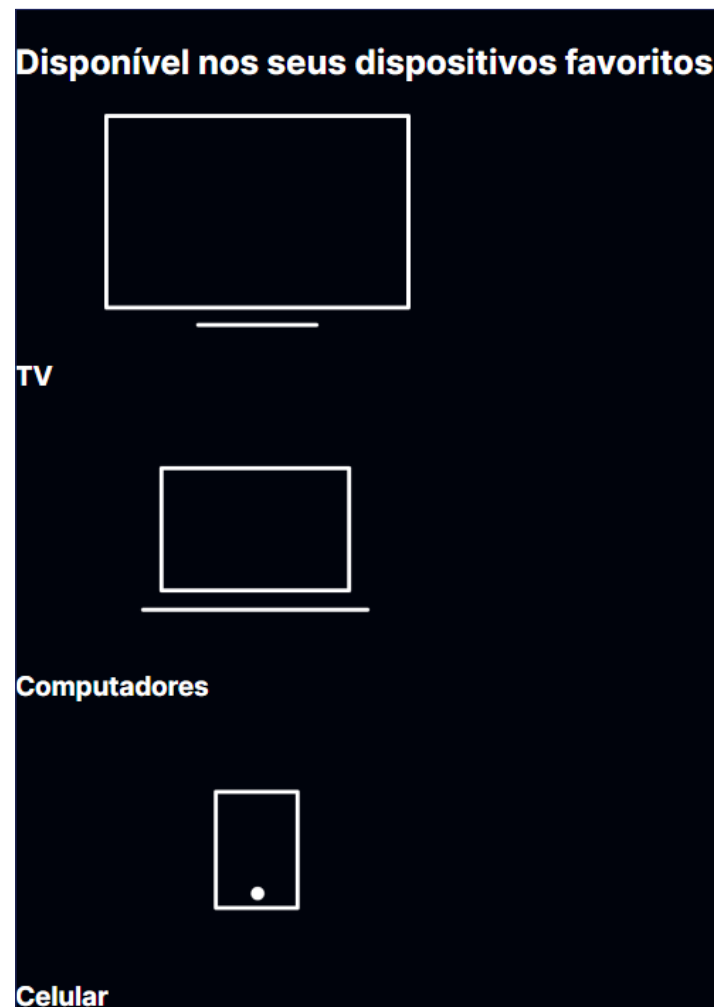 Disponível nos seus dispositivos favoritos
TV
Computadores
Celular